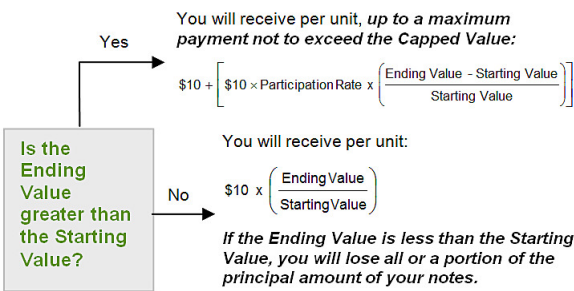 You will receive per unit, up to a maximum
payment not to exceed the Capped Value:
Yes
$10 + [ $10 × Participation Rate x ( Ending Value - Starting Value / Starting Value ) ]
Is the
Ending
Value
greater than
the Starting
Value?
No
You will receive per unit:
$10 x ( Ending Value / Starting Value )
If the Ending Value is less than the Starting
Value, you will lose all or a portion of the
principal amount of your notes.